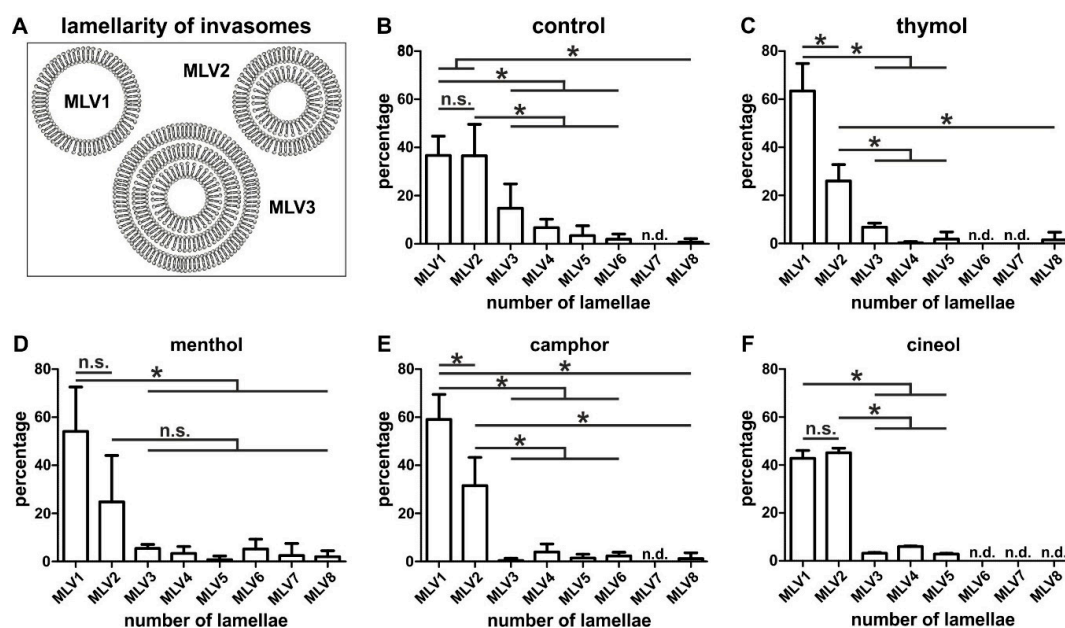 A lamellarity of invasomes
MLV1
MLV2
MLV3
B control
percentage
80
60
40
20
0
*
*
n.s.
*
n.d.
MLV1 MLV2 MLV3 MLV4 MLV5 MLV6 MLV7 MLV8
number of lamellae
C thymol
percentage
80
60
40
20
0
*
*
*
*
n.d. n.d.
MLV1 MLV2 MLV3 MLV4 MLV5 MLV6 MLV7 MLV8
number of lamellae
D menthol
percentage
80
60
40
20
0
n.s.
*
n.s.
MLV1 MLV2 MLV3 MLV4 MLV5 MLV6 MLV7 MLV8
number of lamellae
E camphor
percentage
80
60
40
20
0
*
*
*
*
*
n.d.
MLV1 MLV2 MLV3 MLV4 MLV5 MLV6 MLV7 MLV8
number of lamellae
F cineol
percentage
80
60
40
20
0
*
*
n.s.
n.d. n.d. n.d.
MLV1 MLV2 MLV3 MLV4 MLV5 MLV6 MLV7 MLV8
number of lamellae